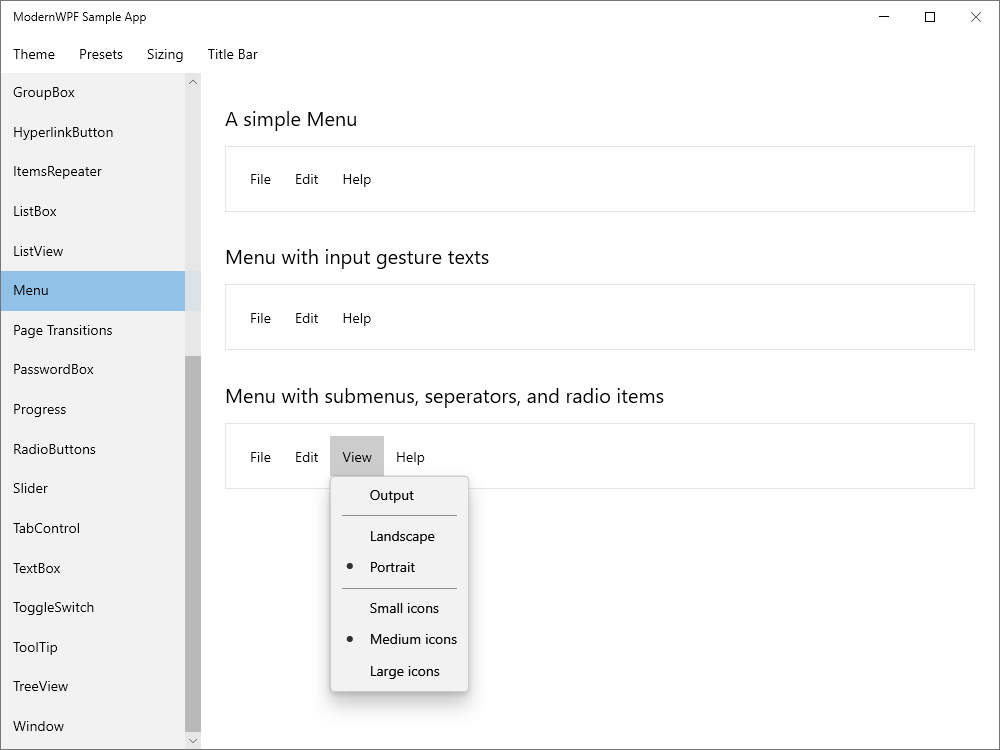 ModernWPF Sample App
Theme Presets Sizing Title Bar
GroupBox
HyperlinkButton
ItemsRepeater
ListBox
ListView
Menu
Page Transitions
PasswordBox
Progress
RadioButtons
Slider
TabControl
TextBox
ToggleSwitch
ToolTip
TreeView
Window
A simple Menu
File Edit Help
Menu with input gesture texts
File Edit Help
Menu with submenus, seperators, and radio items
File Edit View Help
Output
Landscape
Portrait
Small icons
Medium icons
Large icons